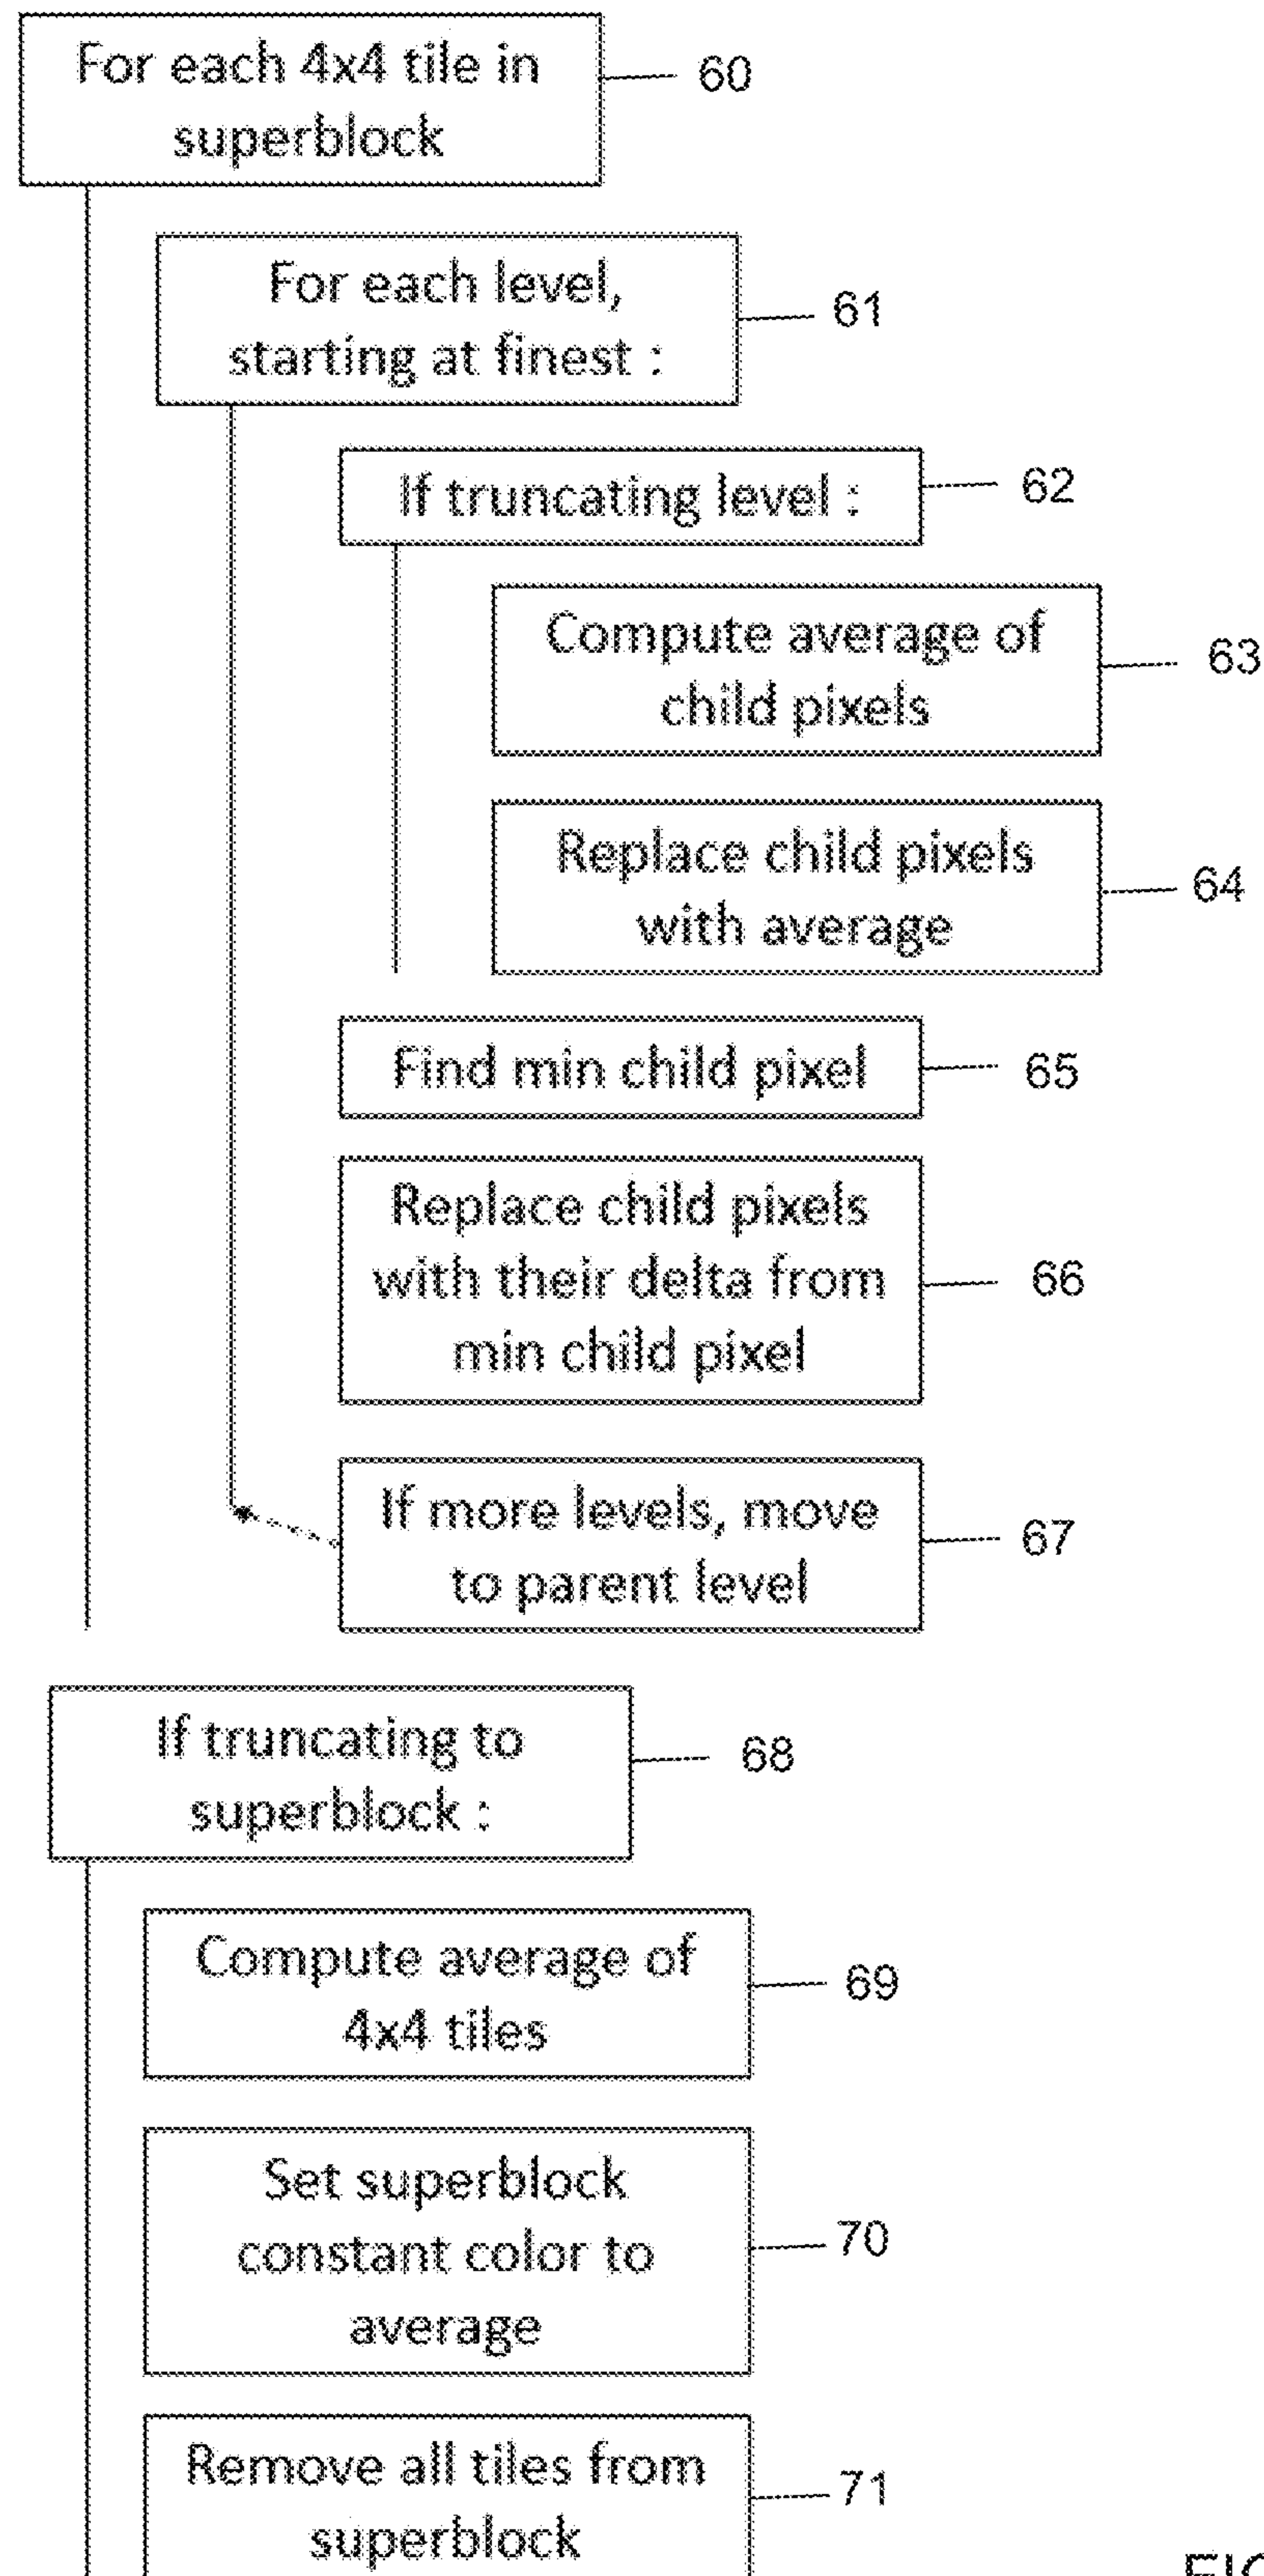 For each 4x4 tile in
superblock
60
For each level,
starting at finest :
61
If truncating level :
62
Compute average of
child pixels
63
Replace child pixels
with average
64
Find min child pixel
65
Replace child pixels
with their delta from
min child pixel
66
If more levels, move
to parent level
67
If truncating to
superblock :
68
Compute average of
4x4 tiles
69
Set superblock
constant color to
average
70
Remove all tiles from
superblock
71
FIG